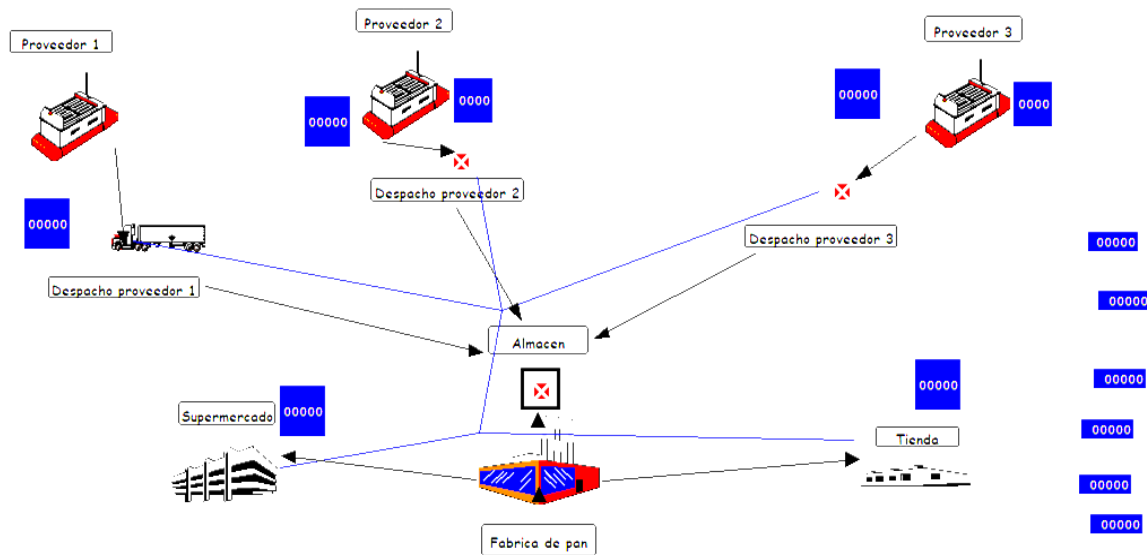 Proveedor 1
Proveedor 2
Proveedor 3
00000
0000
00000
0000
Despacho proveedor 2
00000
Despacho proveedor 3
00000
Despacho proveedor 1
00000
Almacen
00000
00000
Supermercado
00000
00000
Tienda
00000
00000
Fabrica de pan